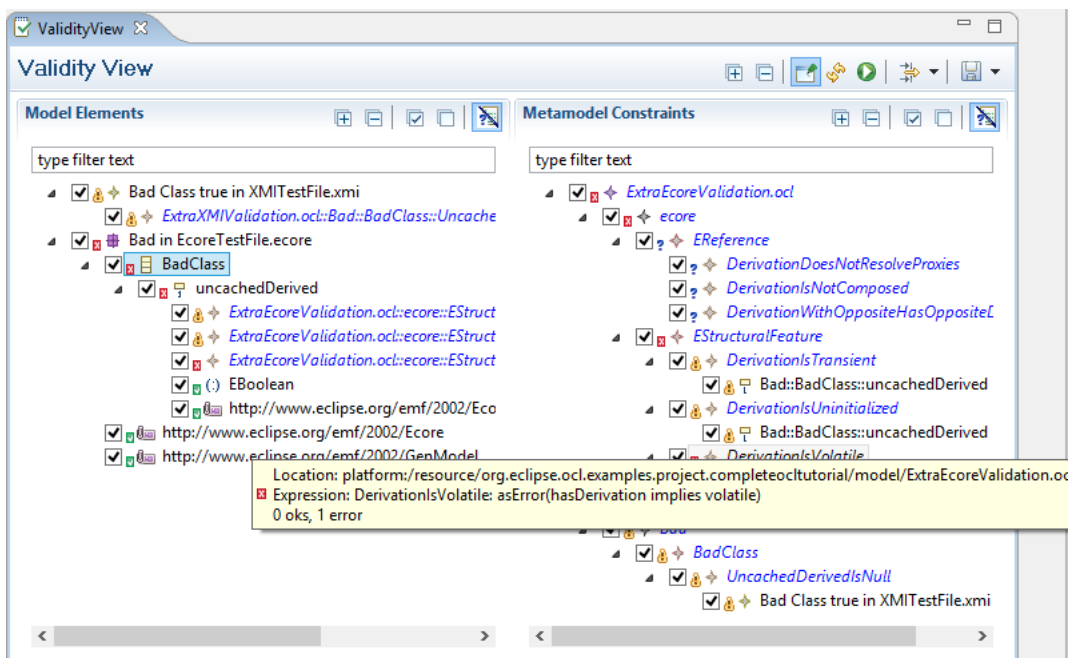 ValidityView
Validity View
Model Elements
type filter text
Bad Class true in XMITestFile.xmi
ExtraXMIValidation.ocl::Bad::BadClass::Uncache
Bad in EcoreTestFile.ecore
BadClass
uncachedDerived
ExtraEcoreValidation.ocl::ecore::EStruct
ExtraEcoreValidation.ocl::ecore::EStruct
ExtraEcoreValidation.ocl::ecore::EStruct
(:) EBoolean
http://www.eclipse.org/emf/2002/Eco
http://www.eclipse.org/emf/2002/Ecore
http://www.eclipse.org/emf/2002/GenModel
Metamodel Constraints
type filter text
ExtraEcoreValidation.ocl
ecore
EReference
DerivationDoesNotResolveProxies
DerivationIsNotComposed
DerivationWithOppositeHasOppositeD
EStructuralFeature
DerivationIsTransient
Bad::BadClass::uncachedDerived
DerivationIsUninitialized
Bad::BadClass::uncachedDerived
DerivationIsVolatile
Location: platform:/resource/org.eclipse.ocl.examples.project.completeocltutorial/model/ExtraEcoreValidation.oc
Expression: DerivationIsVolatile: asError(hasDerivation implies volatile)
0 oks, 1 error
Bad
BadClass
UncachedDerivedIsNull
Bad Class true in XMITestFile.xmi